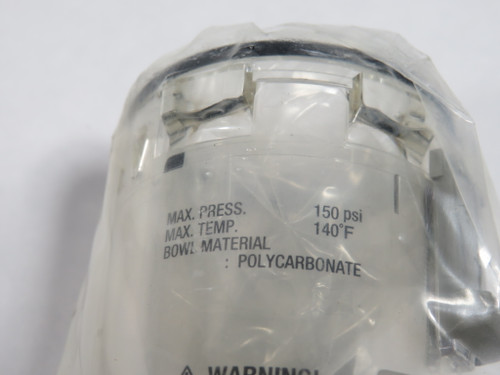 MAX. PRESS. 150 psi
MAX. TEMP. 140°F
BOWL MATERIAL
: POLYCARBONATE
⚠ WARNING!